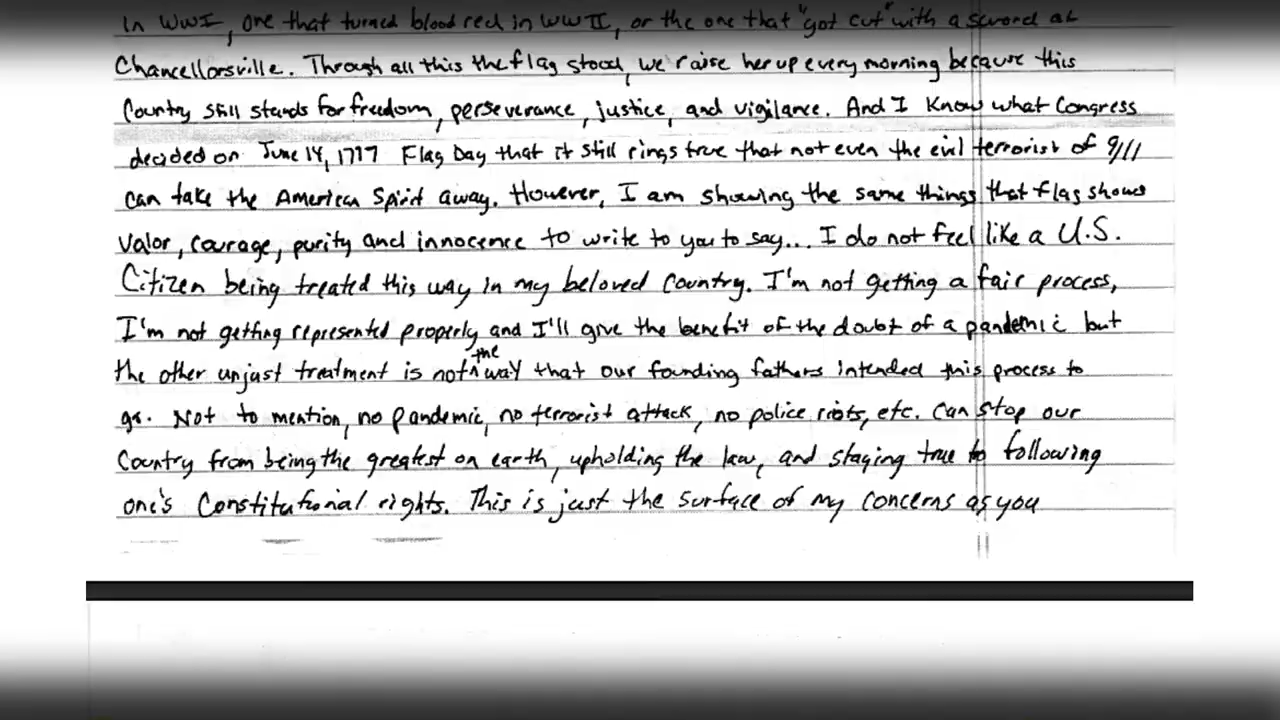 In WWI, one that turned blood red in WWII, or the one that "got cut" with a sword at
Chancellorsville. Through all this the flag stood, we raise her up every morning because this
Country still stands for freedom, perseverance, justice, and vigilance. And I know what Congress
decided on June 14, 1777 Flag Day that it still rings true that not even the evil terrorist of 9/11
can take the American Spirit away. However, I am showing the same things that flag shows
valor, courage, purity and innocence to write to you to say... I do not feel like a U.S.
Citizen being treated this way in my beloved Country. I'm not getting a fair process,
I'm not getting represented properly and I'll give the benefit of the doubt of a pandemic but
the other unjust treatment is not the way that our founding fathers intended this process to
go. Not to mention, no pandemic, no terrorist attack, no police riots, etc. Can stop our
Country from being the greatest on earth, upholding the law, and staying true to following
one's Constitutional rights. This is just the surface of my concerns as you